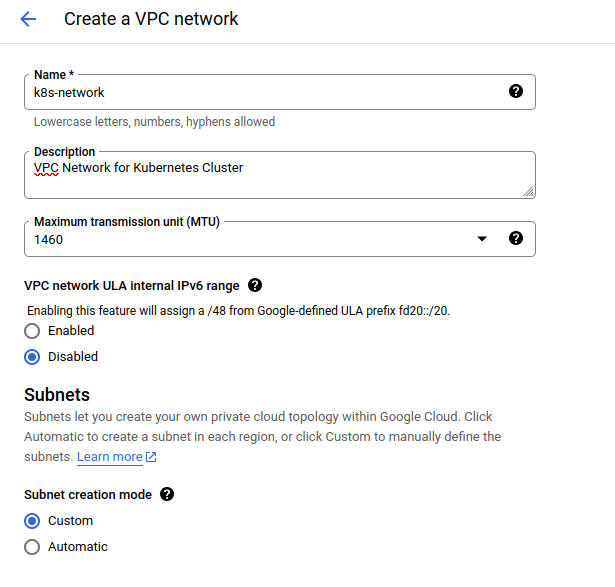 Create a VPC network
Name *
k8s-network
Lowercase letters, numbers, hyphens allowed
Description
VPC Network for Kubernetes Cluster
Maximum transmission unit (MTU)
1460
VPC network ULA internal IPv6 range
Enabling this feature will assign a /48 from Google-defined ULA prefix fd20::/20.
Enabled
Disabled
Subnets
Subnets let you create your own private cloud topology within Google Cloud. Click
Automatic to create a subnet in each region, or click Custom to manually define the
subnets. Learn more
Subnet creation mode
Custom
Automatic